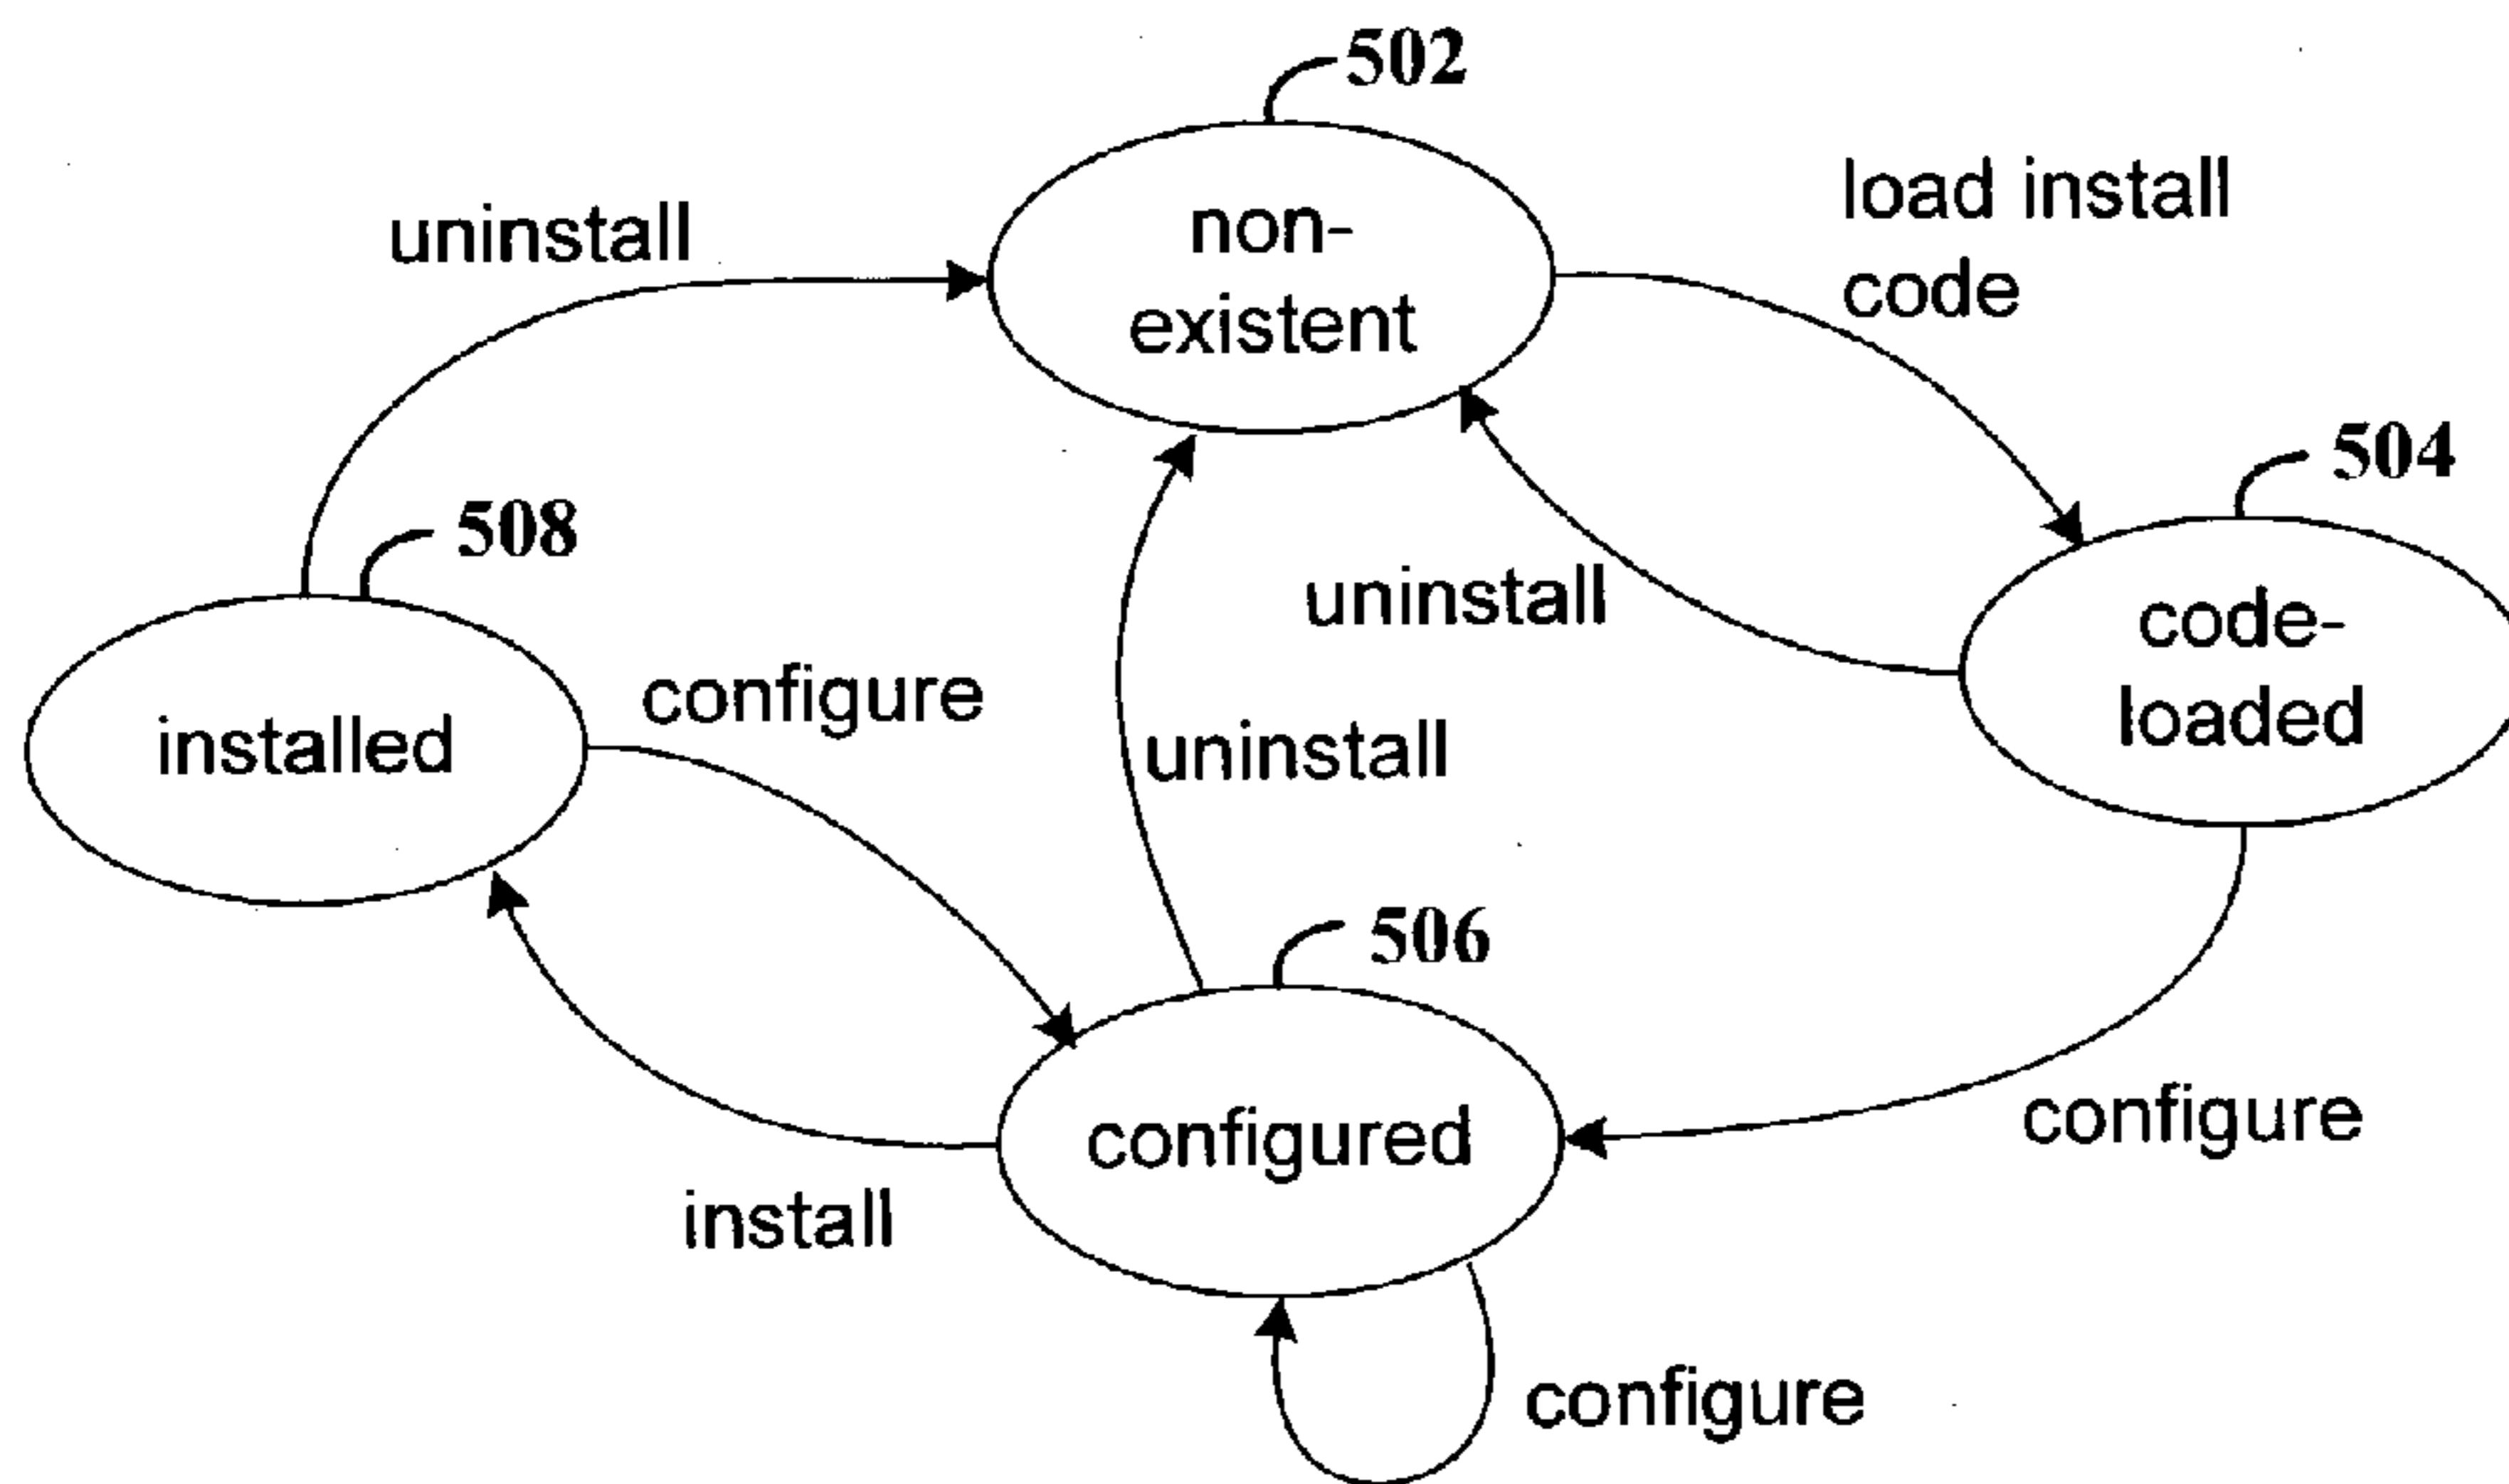 502
non-
existent
load install
code
uninstall
504
508
uninstall
code-
loaded
configure
installed
uninstall
506
configured
configure
install
configure